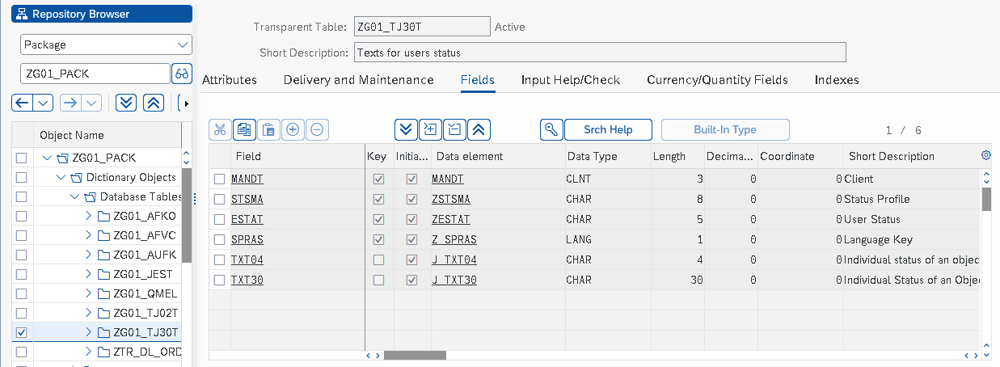 Repository Browser
Package
ZG01_PACK
Object Name
ZG01_PACK
Dictionary Objects
Database Tables
ZG01_AFKO
ZG01_AFVC
ZG01_AUFK
ZG01_JEST
ZG01_QMEL
ZG01_TJ02T
ZG01_TJ30T
ZTR_DL_ORD
Transparent Table: ZG01_TJ30T Active
Short Description: Texts for users status
Attributes Delivery and Maintenance Fields Input Help/Check Currency/Quantity Fields Indexes
Srch Help Built-In Type 1 / 6
Field Key Initia... Data element Data Type Length Decima... Coordinate Short Description
MANDT MANDT CLNT 3 0 0 Client
STSMA ZSTSMA CHAR 8 0 0 Status Profile
ESTAT ZESTAT CHAR 5 0 0 User Status
SPRAS Z_SPRAS LANG 1 0 0 Language Key
TXT04 J_TXT04 CHAR 4 0 0 Individual status of an objec
TXT30 J_TXT30 CHAR 30 0 0 Individual Status of an Obje